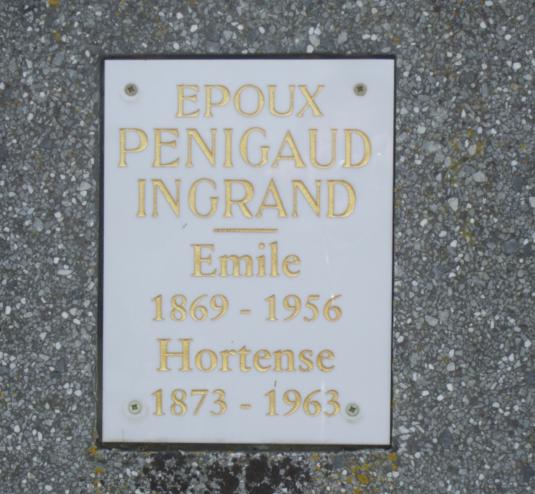 EPOUX
PENIGAUD
INGRAND
Emile
1869 - 1956
Hortense
1873 - 1963